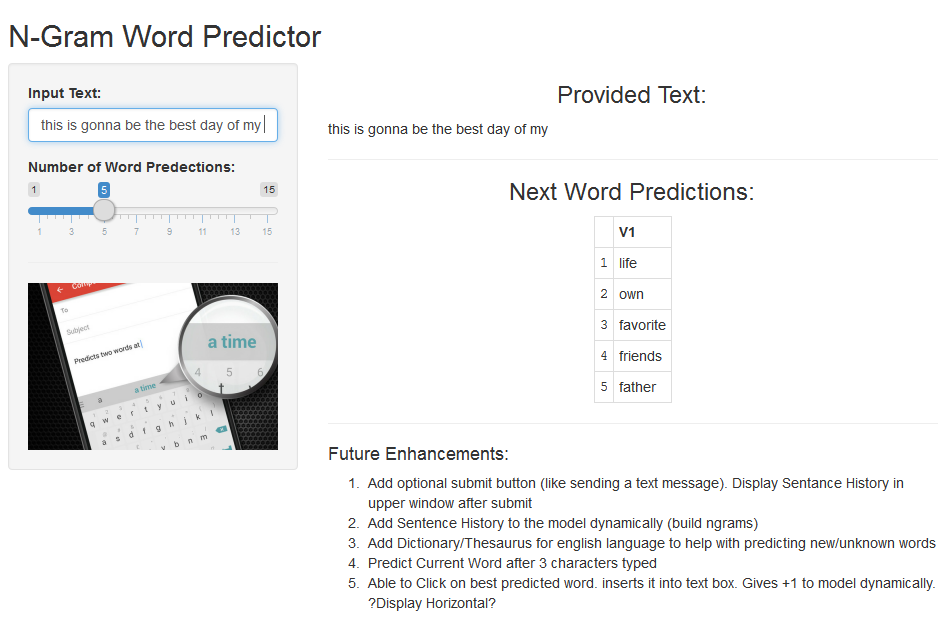 N-Gram Word Predictor
Input Text:
this is gonna be the best day of my
Number of Word Predections:
1 5 15
1 3 5 7 9 11 13 15
To
Subject
Predicts two words at
a time
4 5 6
a
a time
q w e r t y u i o
a s d f g h j k l
v b n m
Provided Text:
this is gonna be the best day of my
Next Word Predictions:
V1
1 life
2 own
3 favorite
4 friends
5 father
Future Enhancements:
1. Add optional submit button (like sending a text message). Display Sentance History in
upper window after submit
2. Add Sentence History to the model dynamically (build ngrams)
3. Add Dictionary/Thesaurus for english language to help with predicting new/unknown words
4. Predict Current Word after 3 characters typed
5. Able to Click on best predicted word. inserts it into text box. Gives +1 to model dynamically.
?Display Horizontal?